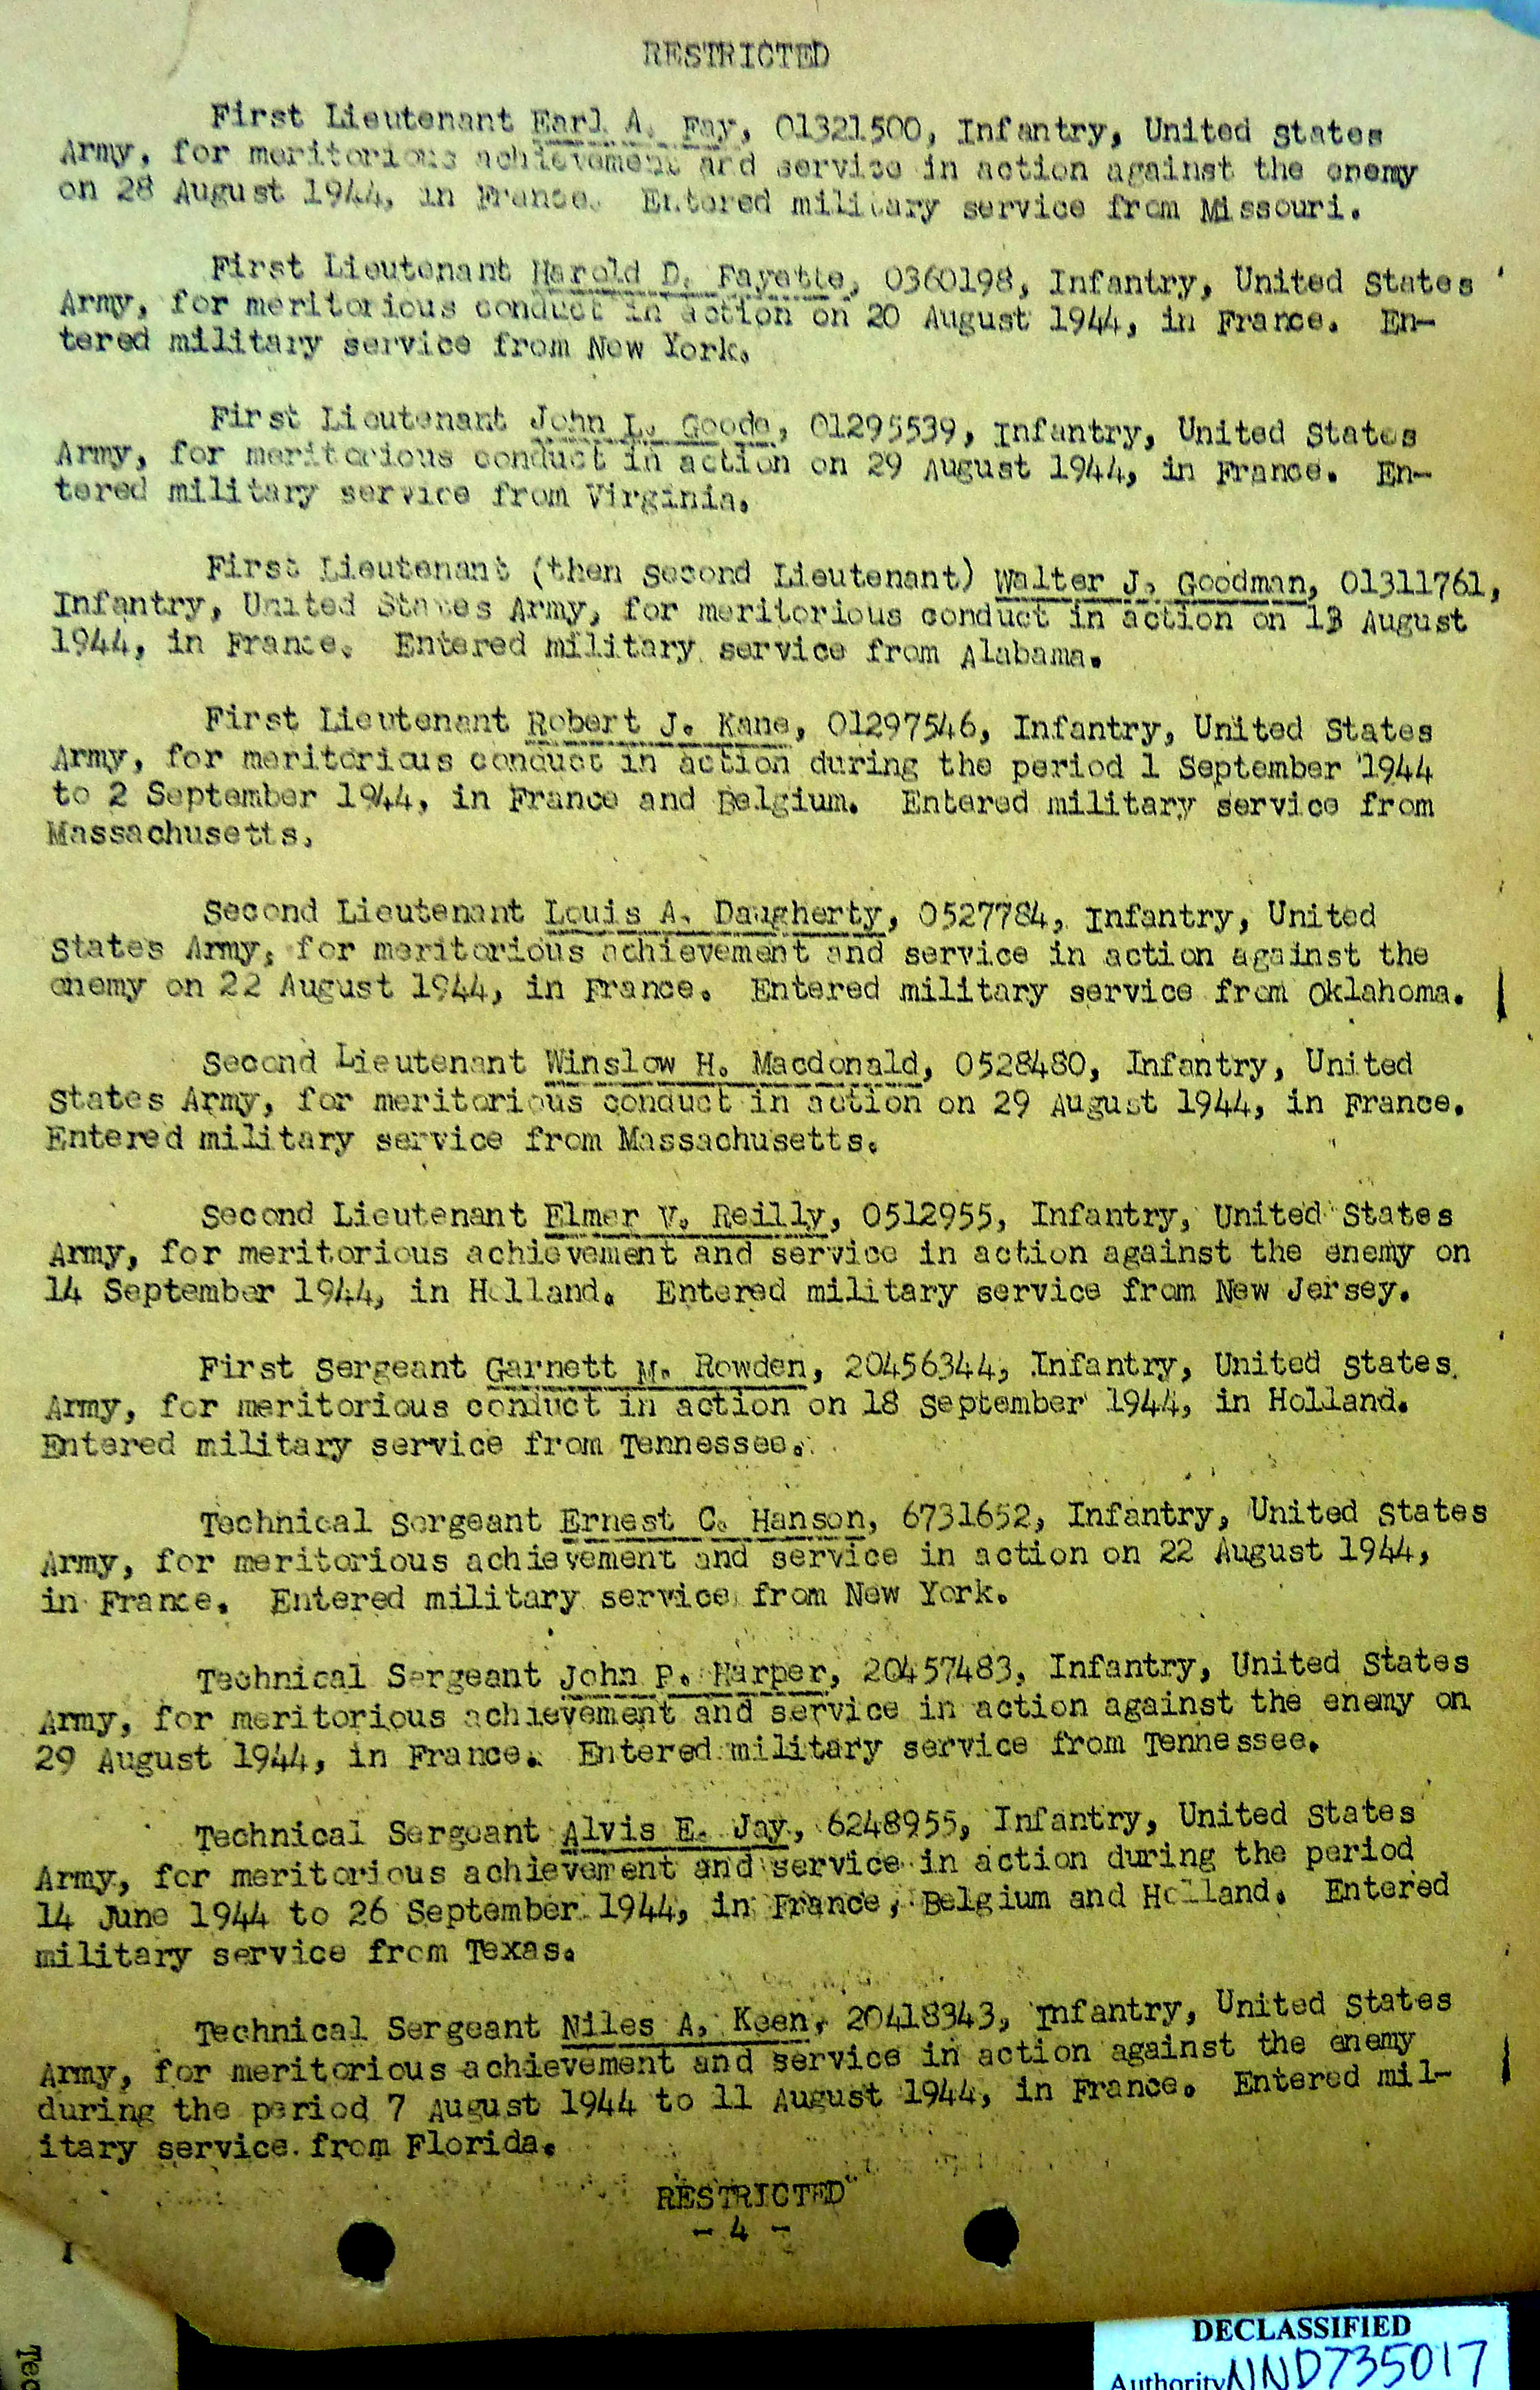 RESTRICTED
First Lieutenant Earl A. Fay, 01321500, Infantry, United States
Army, for meritorious achievement and service in action against the enemy
on 28 August 1944, in France. Entered military service from Missouri.
First Lieutenant Harold D. Fayette, 0360198, Infantry, United States
Army, for meritorious conduct in action on 20 August 1944, in France. En-
tered military service from New York.
First Lieutenant John L. Goode, 01295539, Infantry, United States
Army, for meritorious conduct in action on 29 August 1944, in France. En-
tered military service from Virginia.
First Lieutenant (then Second Lieutenant) Walter J. Goodman, 01311761,
Infantry, United States Army, for meritorious conduct in action on 13 August
1944, in France. Entered military service from Alabama.
First Lieutenant Robert J. Kane, 01297546, Infantry, United States
Army, for meritorious conduct in action during the period 1 September 1944
to 2 September 1944, in France and Belgium. Entered military service from
Massachusetts.
Second Lieutenant Louis A. Daugherty, 0527784, Infantry, United
States Army, for meritorious achievement and service in action against the
enemy on 22 August 1944, in France. Entered military service from Oklahoma.
Second Lieutenant Winslow H. Macdonald, 0528480, Infantry, United
States Army, for meritorious conduct in action on 29 August 1944, in France.
Entered military service from Massachusetts.
Second Lieutenant Elmer V. Reilly, 0512955, Infantry, United States
Army, for meritorious achievement and service in action against the enemy on
14 September 1944, in Holland. Entered military service from New Jersey.
First Sergeant Garnett M. Rowden, 20456344, Infantry, United States
Army, for meritorious conduct in action on 18 September 1944, in Holland.
Entered military service from Tennessee.
Technical Sergeant Ernest C. Hanson, 6731652, Infantry, United States
Army, for meritorious achievement and service in action on 22 August 1944,
in France. Entered military service from New York.
Technical Sergeant John P. Harper, 20457483, Infantry, United States
Army, for meritorious achievement and service in action against the enemy on
29 August 1944, in France. Entered military service from Tennessee.
Technical Sergeant Alvis E. Jay, 6248955, Infantry, United States
Army, for meritorious achievement and service in action during the period
14 June 1944 to 26 September 1944, in France, Belgium and Holland. Entered
military service from Texas.
Technical Sergeant Niles A. Keen, 20418343, Infantry, United States
Army, for meritorious achievement and service in action against the enemy
during the period 7 August 1944 to 11 August 1944, in France. Entered mil-
itary service from Florida.
RESTRICTED
- 4 -
DECLASSIFIED
Authority NND735017
Tec